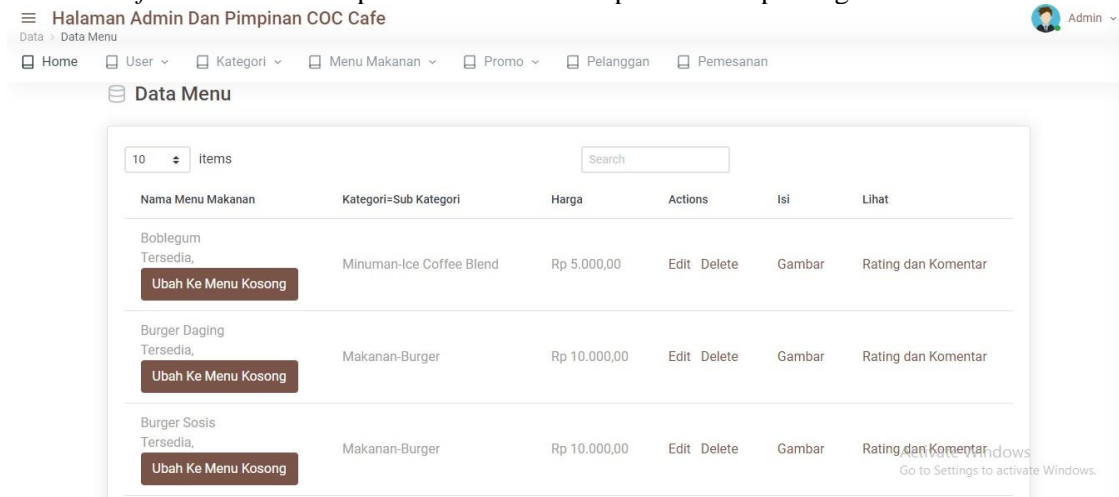 Halaman Admin Dan Pimpinan COC Cafe
Admin
Data > Data Menu
Home User Kategori Menu Makanan Promo Pelanggan Pemesanan
Data Menu
10 items Search
Nama Menu Makanan Kategori=Sub Kategori Harga Actions Isi Lihat
Boblegum
Tersedia,
Minuman-Ice Coffee Blend Rp 5.000,00 Edit Delete Gambar Rating dan Komentar
Ubah Ke Menu Kosong
Burger Daging
Tersedia,
Makanan-Burger Rp 10.000,00 Edit Delete Gambar Rating dan Komentar
Ubah Ke Menu Kosong
Burger Sosis
Tersedia,
Makanan-Burger Rp 10.000,00 Edit Delete Gambar Rating dan Komentar
Ubah Ke Menu Kosong
Activate Windows
Go to Settings to activate Windows.